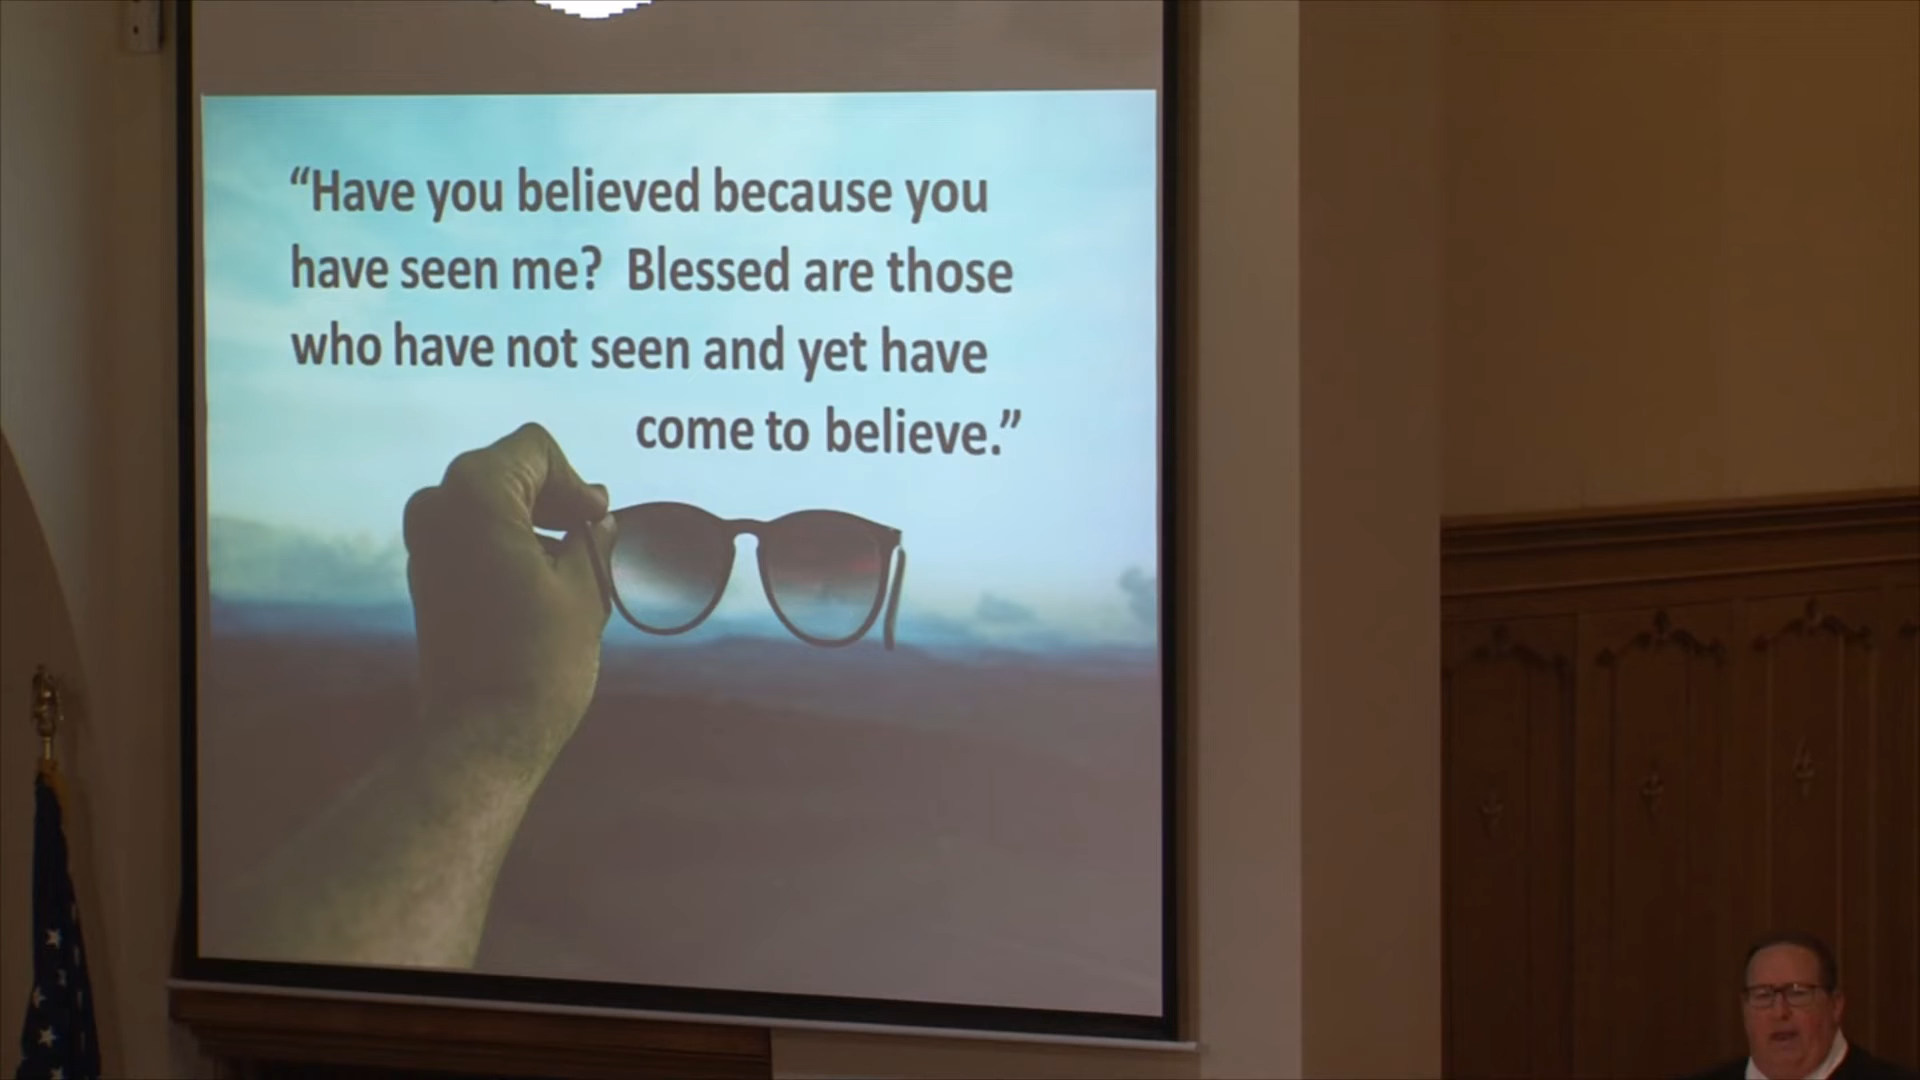 “Have you believed because you
have seen me?  Blessed are those
who have not seen and yet have
come to believe.”